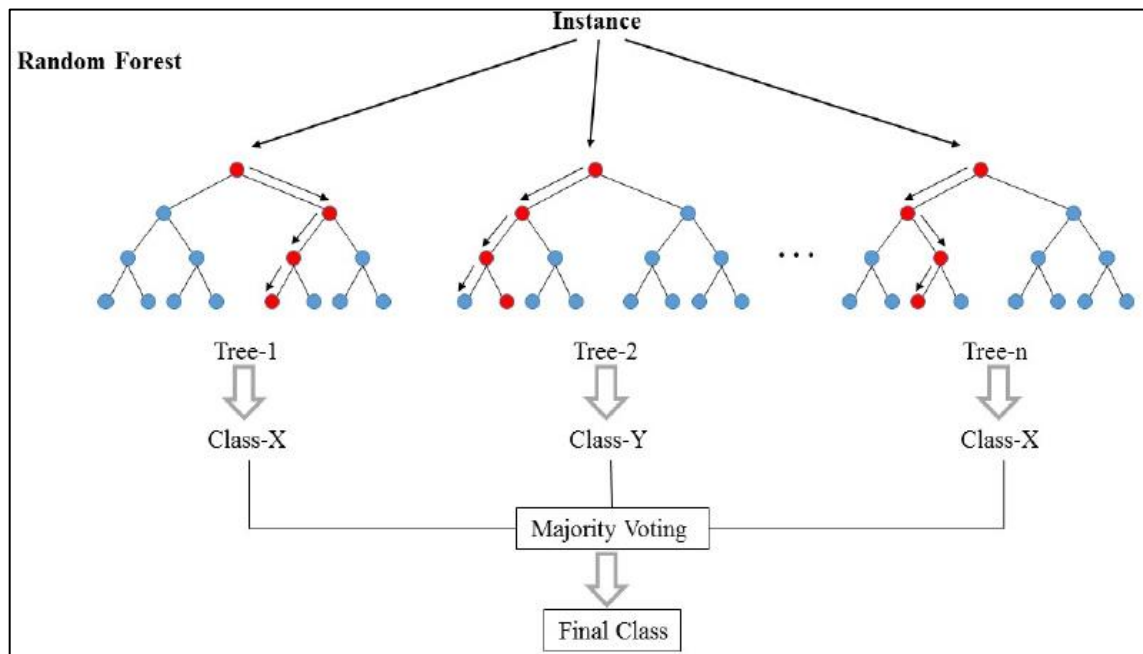 Instance
Random Forest
...
Tree-1
Tree-2
Tree-n
Class-X
Class-Y
Class-X
Majority Voting
Final Class